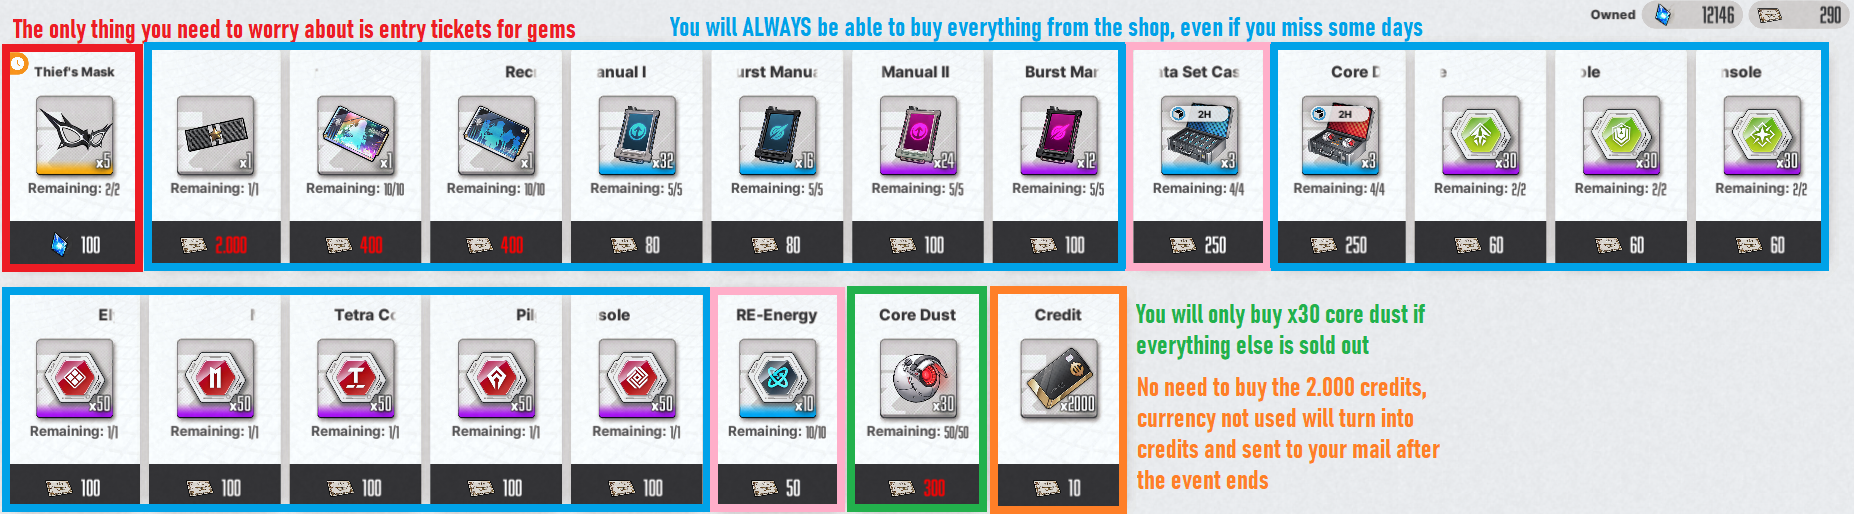 The only thing you need to worry about is entry tickets for gems
You will ALWAYS be able to buy everything from the shop, even if you miss some days
Owned 12146 290
Thief's Mask
x5
Remaining: 2/2
100
x1
Remaining: 1/1
2.000
x1
Remaining: 10/10
400
Rec
x1
Remaining: 10/10
400
anual I
x32
Remaining: 5/5
80
urst Manua
x16
Remaining: 5/5
80
Manual II
x24
Remaining: 5/5
100
Burst Mar
x12
Remaining: 5/5
100
ata Set Cas
2H
x3
Remaining: 4/4
250
Core D
2H
x3
Remaining: 4/4
250
e
x30
Remaining: 2/2
60
ole
x30
Remaining: 2/2
60
nsole
x30
Remaining: 2/2
60
El
x50
Remaining: 1/1
100
x50
Remaining: 1/1
100
Tetra Co
x50
Remaining: 1/1
100
Pil
x50
Remaining: 1/1
100
sole
x50
Remaining: 1/1
100
RE-Energy
x10
Remaining: 10/10
50
Core Dust
x30
Remaining: 50/50
300
Credit
x2000
10
You will only buy x30 core dust if
everything else is sold out
No need to buy the 2.000 credits,
currency not used will turn into
credits and sent to your mail after
the event ends